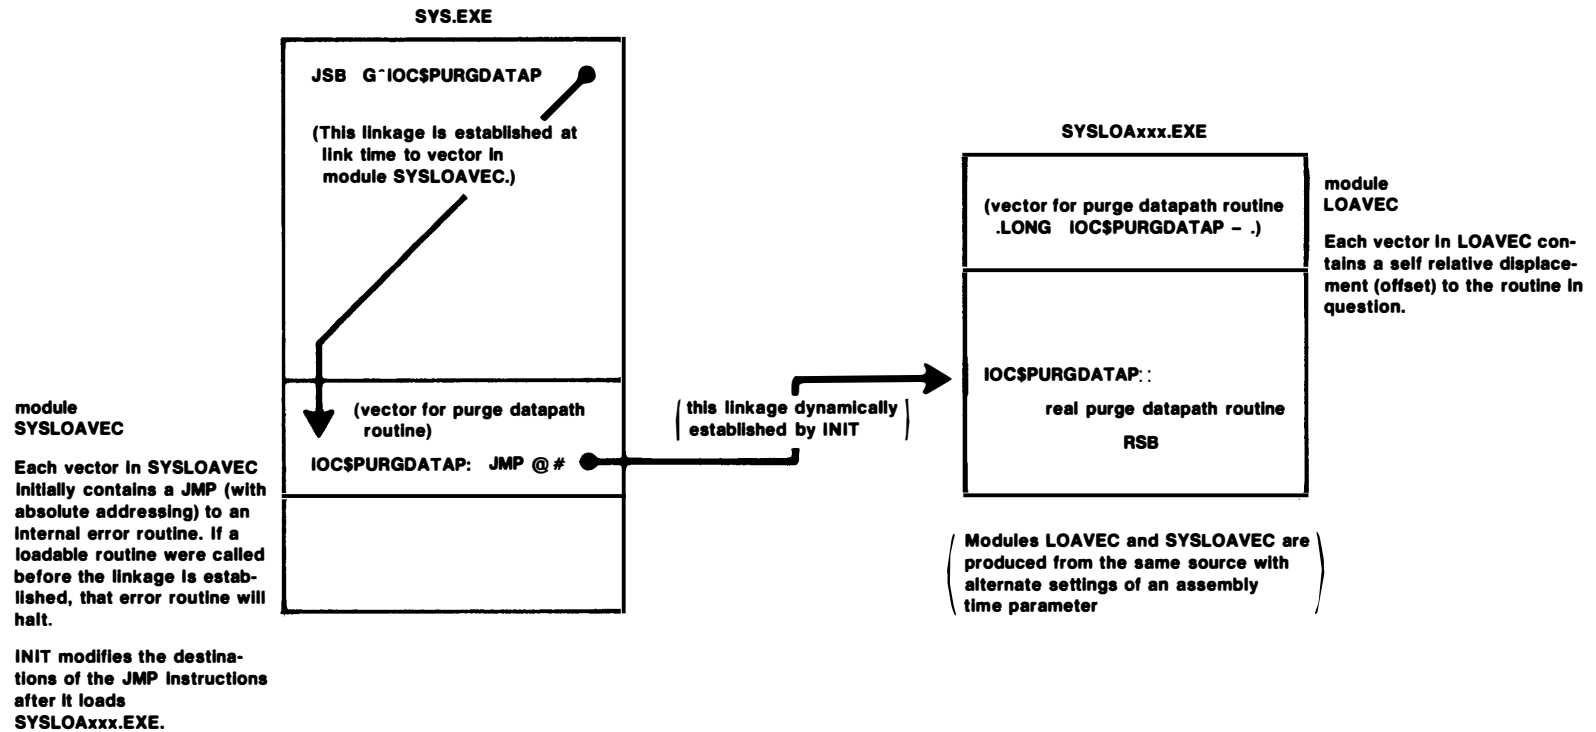 SYS.EXE
JSB G^IOC$PURGDATAP
(This linkage is established at
link time to vector in
module SYSLOAVEC.)
(vector for purge datapath
routine)
IOC$PURGDATAP: JMP @#
module
SYSLOAVEC
Each vector in SYSLOAVEC
initially contains a JMP (with
absolute addressing) to an
internal error routine. If a
loadable routine were called
before the linkage is estab-
lished, that error routine will
halt.
INIT modifies the destina-
tions of the JMP instructions
after it loads
SYSLOAxxx.EXE.
(this linkage dynamically
established by INIT)
SYSLOAxxx.EXE
(vector for purge datapath routine
.LONG IOC$PURGDATAP – .)
IOC$PURGDATAP::
real purge datapath routine
RSB
module
LOAVEC
Each vector in LOAVEC con-
tains a self relative displace-
ment (offset) to the routine in
question.
(Modules LOAVEC and SYSLOAVEC are
produced from the same source with
alternate settings of an assembly
time parameter)